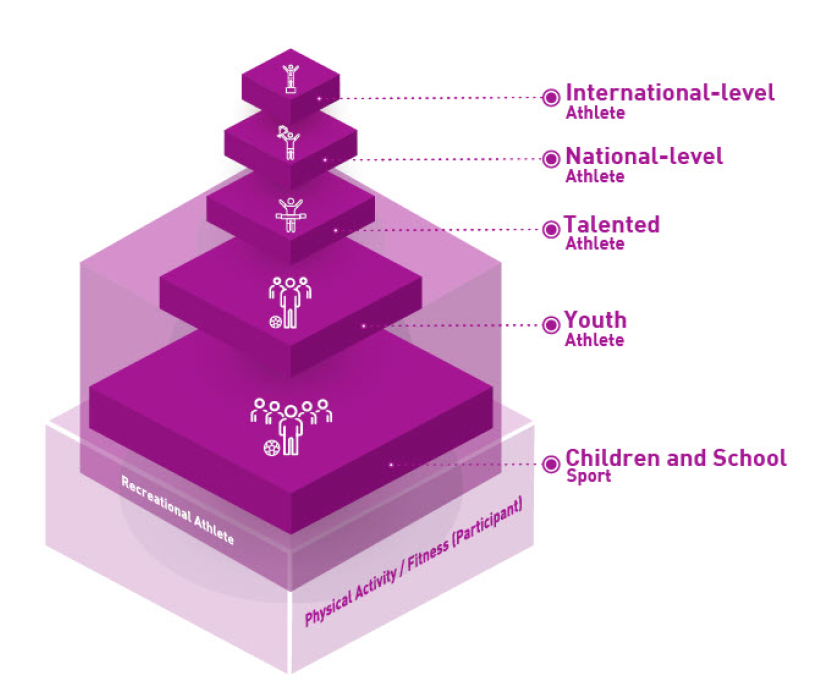 International-level
Athlete
National-level
Athlete
Talented
Athlete
Youth
Athlete
Children and School
Sport
Recreational Athlete
Physical Activity / Fitness (Participant)